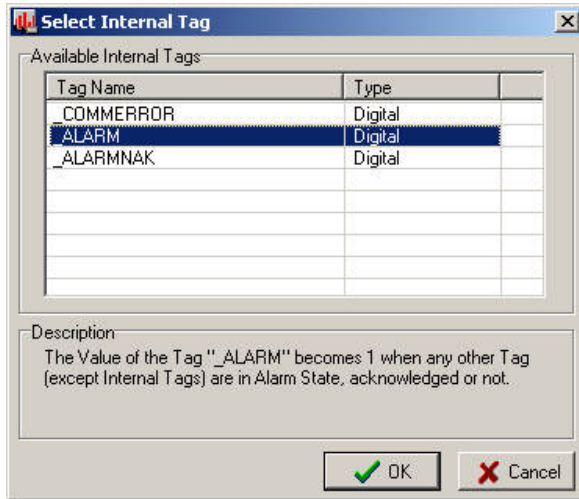 Select Internal Tag
Available Internal Tags
Tag Name Type
_COMMERROR Digital
_ALARM Digital
_ALARMNAK Digital
Description
The Value of the Tag "_ALARM" becomes 1 when any other Tag
(except Internal Tags) are in Alarm State, acknowledged or not.
OK Cancel